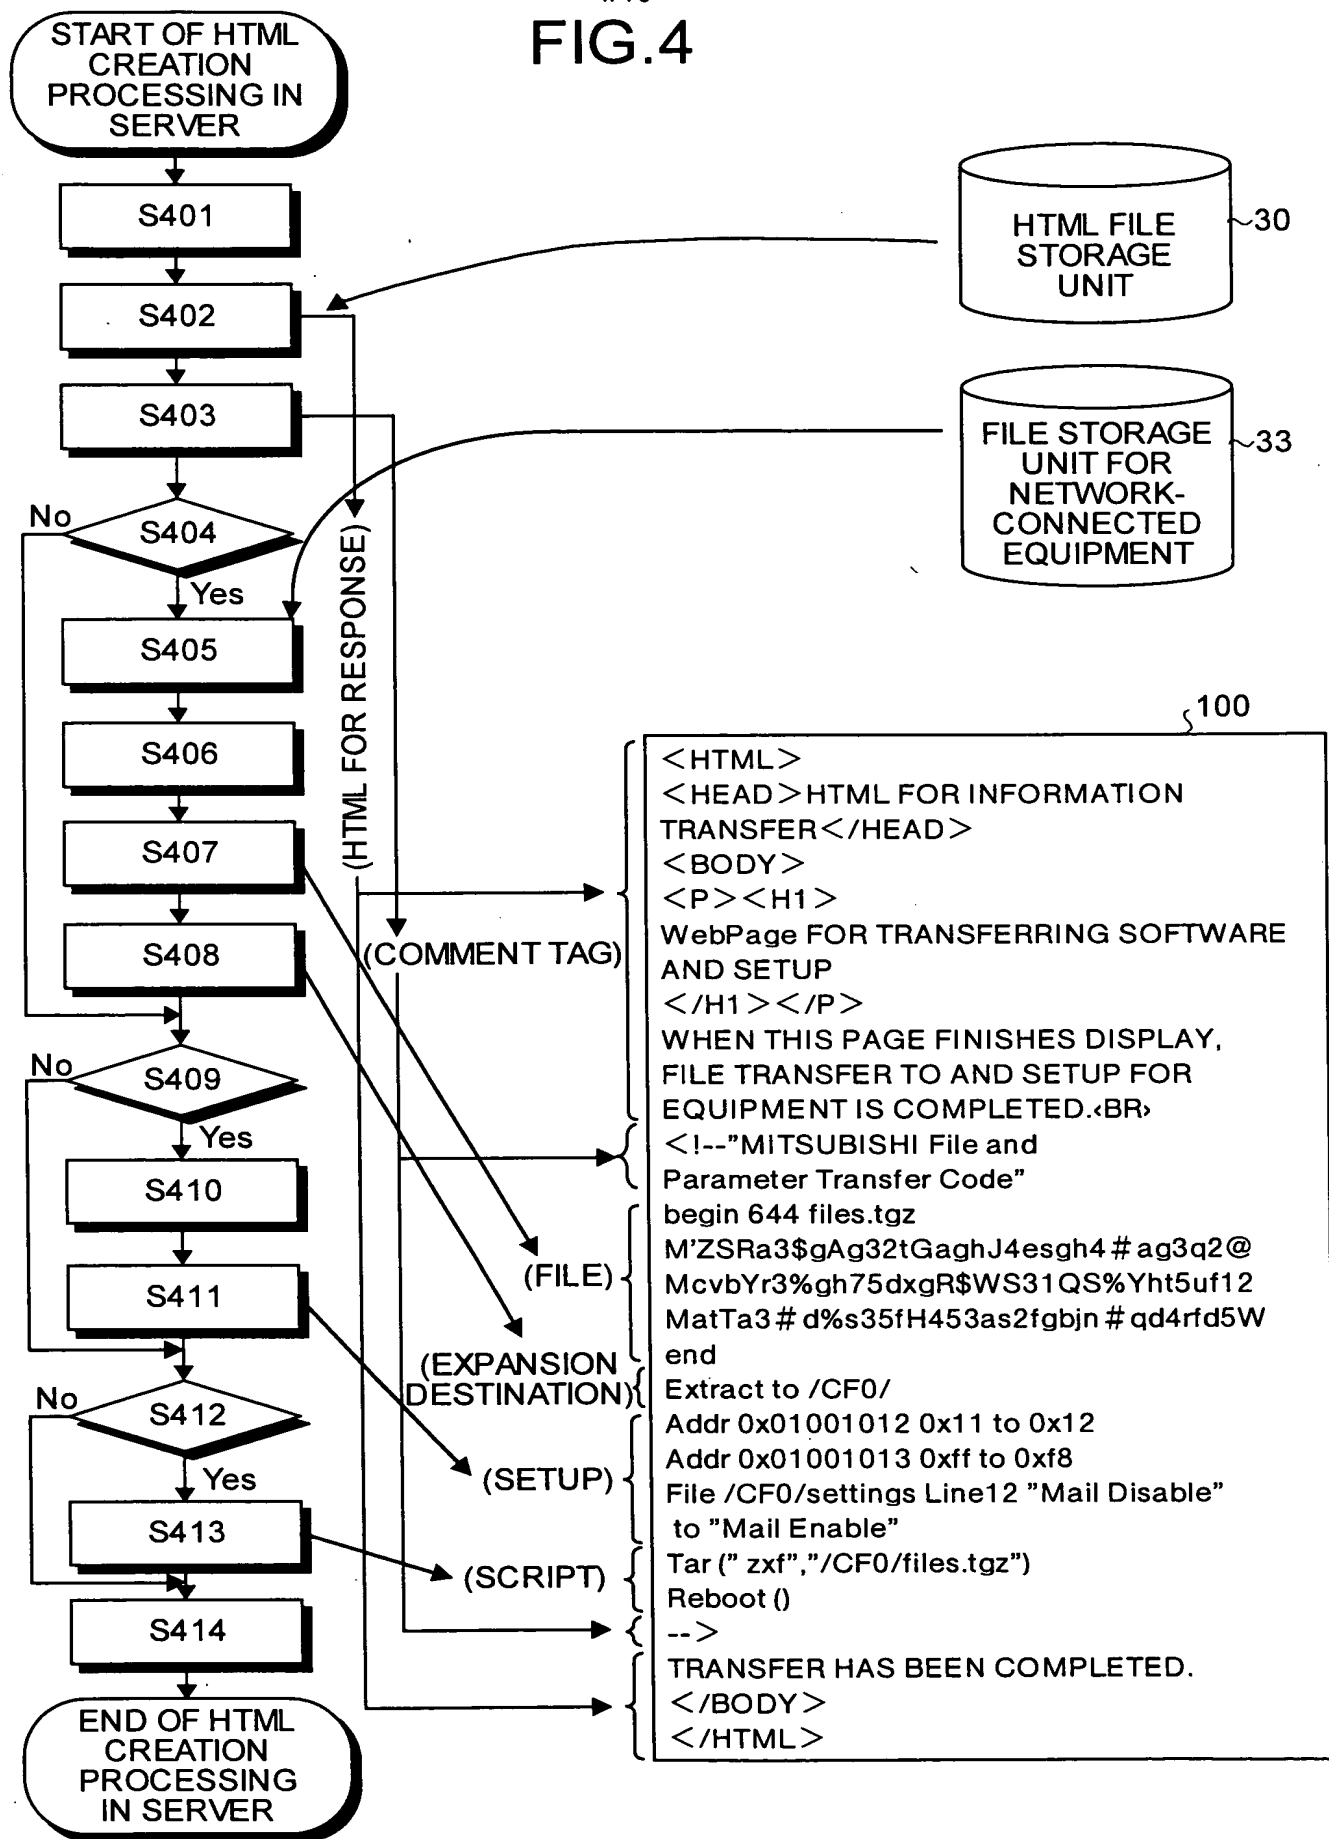 FIG.4
START OF HTML
CREATION
PROCESSING IN
SERVER
S401
S402
S403
No
S404
Yes
S405
S406
S407
S408
No
S409
Yes
S410
S411
No
S412
Yes
S413
S414
END OF HTML
CREATION
PROCESSING
IN SERVER
HTML FILE
STORAGE
UNIT
30
FILE STORAGE
UNIT FOR
NETWORK-
CONNECTED
EQUIPMENT
33
(HTML FOR RESPONSE)
(COMMENT TAG)
(FILE)
(EXPANSION
DESTINATION)
(SETUP)
(SCRIPT)
100
<HTML>
<HEAD>HTML FOR INFORMATION
TRANSFER</HEAD>
<BODY>
<P><H1>
WebPage FOR TRANSFERRING SOFTWARE
AND SETUP
</H1></P>
WHEN THIS PAGE FINISHES DISPLAY,
FILE TRANSFER TO AND SETUP FOR
EQUIPMENT IS COMPLETED.<BR>
<!--"MITSUBISHI File and
Parameter Transfer Code"
begin 644 files.tgz
M'ZSRa3$gAg32tGaghJ4esgh4#ag3q2@
McvbYr3%gh75dxgR$WS31QS%Yht5uf12
MatTa3#d%s35fH453as2fgbjn#qd4rfd5W
end
Extract to /CF0/
Addr 0x01001012 0x11 to 0x12
Addr 0x01001013 0xff to 0xf8
File /CF0/settings Line12 "Mail Disable"
to "Mail Enable"
Tar (" zxf","/CF0/files.tgz")
Reboot ()
-->
TRANSFER HAS BEEN COMPLETED.
</BODY>
</HTML>